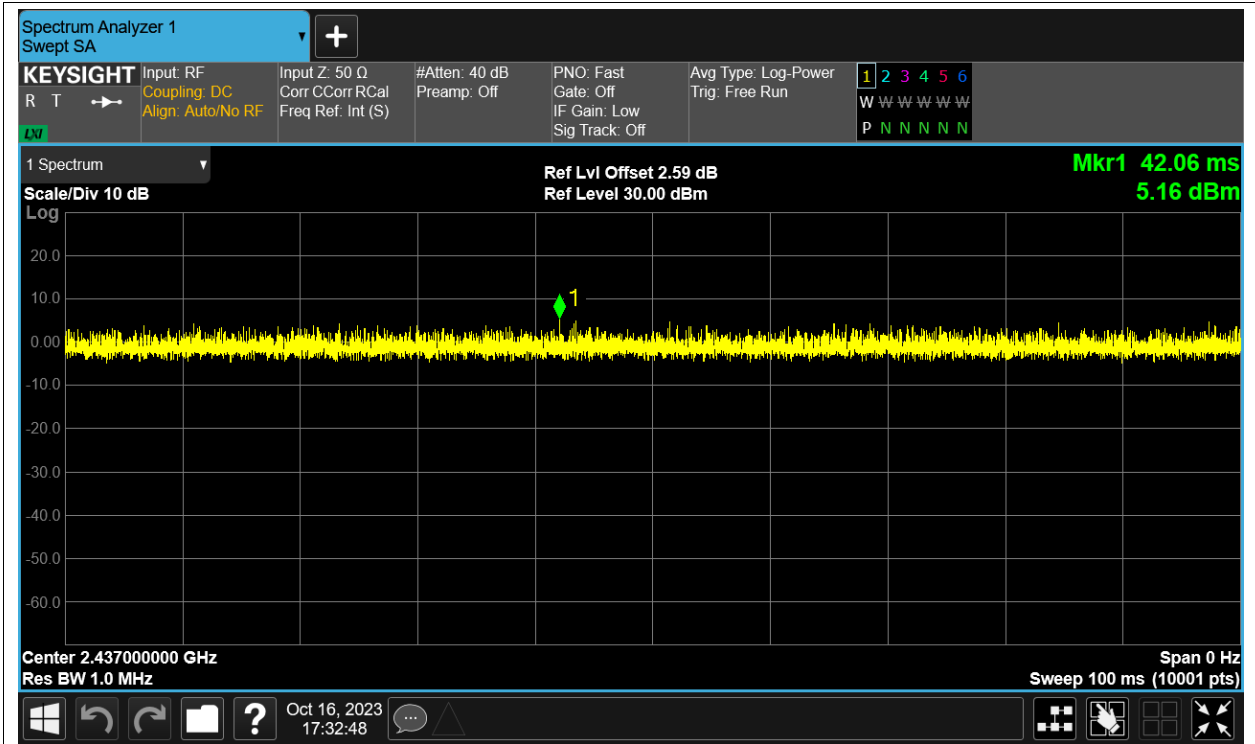 Spectrum Analyzer 1
Swept SA
KEYSIGHT
R T
LXI
Input: RF
Coupling: DC
Align: Auto/No RF
Input Z: 50 Ω
Corr CCorr RCal
Freq Ref: Int (S)
#Atten: 40 dB
Preamp: Off
PNO: Fast
Gate: Off
IF Gain: Low
Sig Track: Off
Avg Type: Log-Power
Trig: Free Run
1 2 3 4 5 6
W W W W W W
P N N N N N
1 Spectrum
Scale/Div 10 dB
Log
Ref Lvl Offset 2.59 dB
Ref Level 30.00 dBm
Mkr1 42.06 ms
5.16 dBm
20.0
10.0
1
0.00
-10.0
-20.0
-30.0
-40.0
-50.0
-60.0
Center 2.437000000 GHz
Res BW 1.0 MHz
Span 0 Hz
Sweep 100 ms (10001 pts)
?
Oct 16, 2023
17:32:48